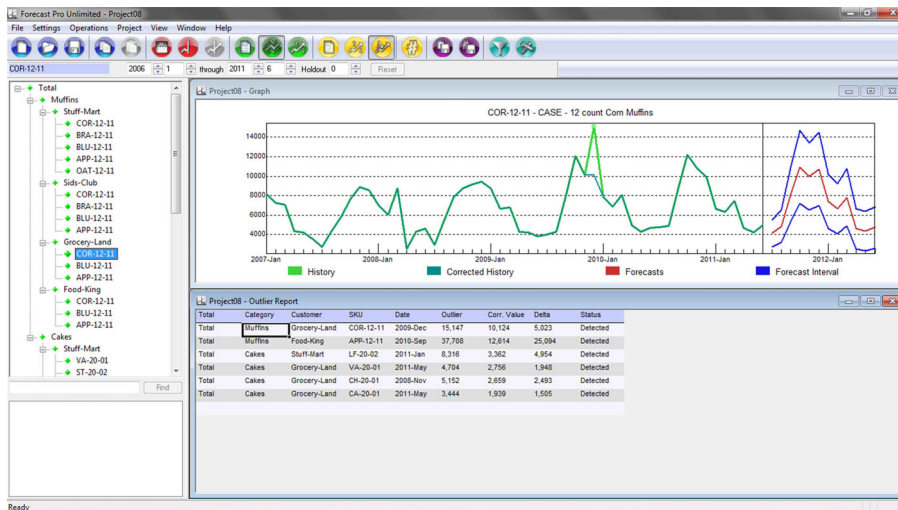 Forecast Pro Unlimited - Project08
File Settings Operations Project View Window Help
COR-12-11 2006 1 through 2011 6 Holdout 0 Reset
Total
Muffins
Stuff-Mart
COR-12-11
BRA-12-11
BLU-12-11
APP-12-11
OAT-12-11
Sids-Club
COR-12-11
BRA-12-11
BLU-12-11
APP-12-11
Grocery-Land
COR-12-11
BLU-12-11
APP-12-11
Food-King
COR-12-11
BLU-12-11
APP-12-11
Cakes
Stuff-Mart
VA-20-01
ST-20-02
Find
Project08 - Graph
COR-12-11 - CASE - 12 count Corn Muffins
14000
12000
10000
8000
6000
4000
2007-Jan 2008-Jan 2009-Jan 2010-Jan 2011-Jan 2012-Jan
History Corrected History Forecasts Forecast Interval
Project08 - Outlier Report
Total Category Customer SKU Date Outlier Corr. Value Delta Status
Total Muffins Grocery-Land COR-12-11 2009-Dec 15,147 10,124 5,023 Detected
Total Muffins Food-King APP-12-11 2010-Sep 37,708 12,614 25,094 Detected
Total Cakes Stuff-Mart LF-20-02 2011-Jan 8,316 3,362 4,954 Detected
Total Cakes Grocery-Land VA-20-01 2011-May 4,704 2,756 1,948 Detected
Total Cakes Grocery-Land CH-20-01 2008-Nov 5,152 2,659 2,493 Detected
Total Cakes Grocery-Land CA-20-01 2011-May 3,444 1,939 1,505 Detected
Ready